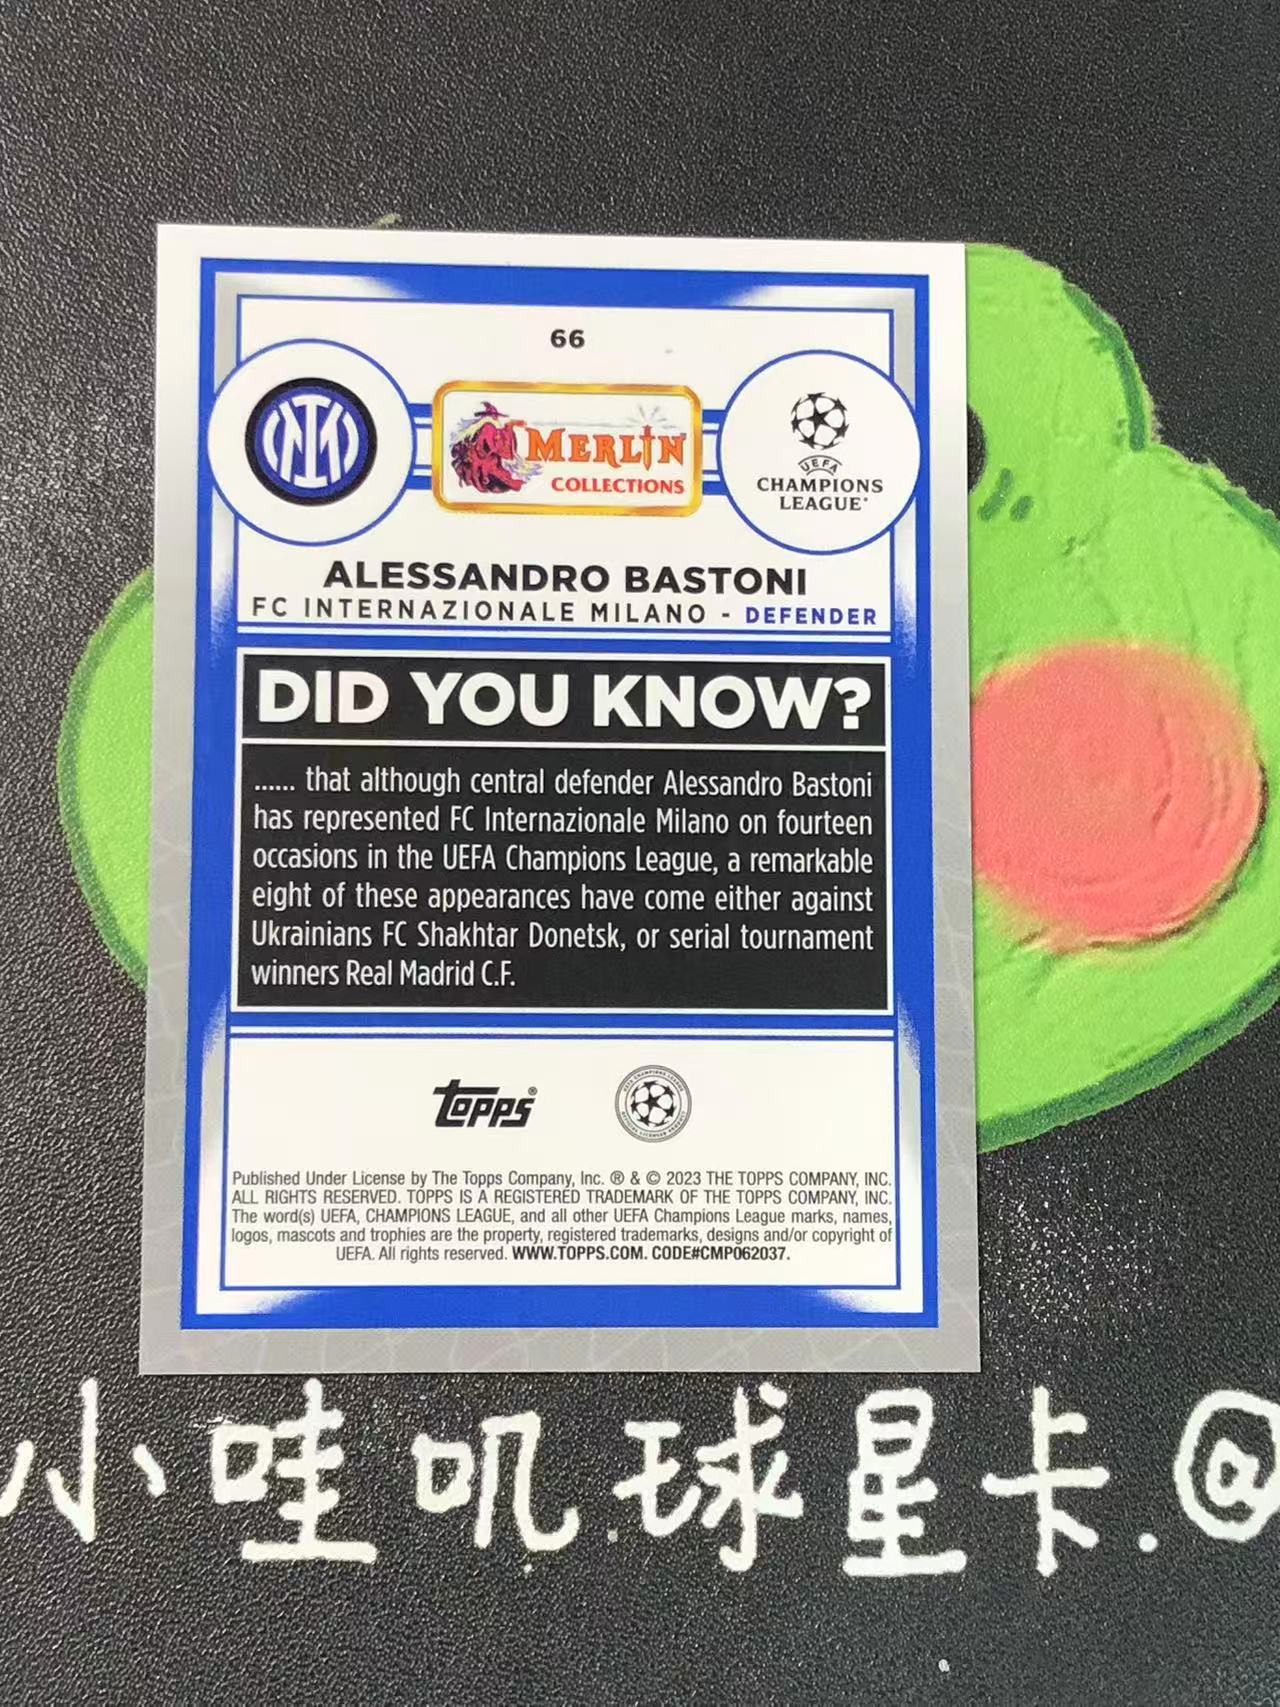 66
MERLIN
COLLECTIONS
UEFA
CHAMPIONS
LEAGUE
ALESSANDRO BASTONI
FC INTERNAZIONALE MILANO - DEFENDER
DID YOU KNOW?
...... that although central defender Alessandro Bastoni
has represented FC Internazionale Milano on fourteen
occasions in the UEFA Champions League, a remarkable
eight of these appearances have come either against
Ukrainians FC Shakhtar Donetsk, or serial tournament
winners Real Madrid C.F.
topps®
Published Under License by The Topps Company, Inc. ® & © 2023 THE TOPPS COMPANY, INC.
ALL RIGHTS RESERVED. TOPPS IS A REGISTERED TRADEMARK OF THE TOPPS COMPANY, INC.
The word(s) UEFA, CHAMPIONS LEAGUE, and all other UEFA Champions League marks, names,
logos, mascots and trophies are the property, registered trademarks, designs and/or copyright of
UEFA. All rights reserved. WWW.TOPPS.COM. CODE#CMP062037.
小哇叽球星卡.@